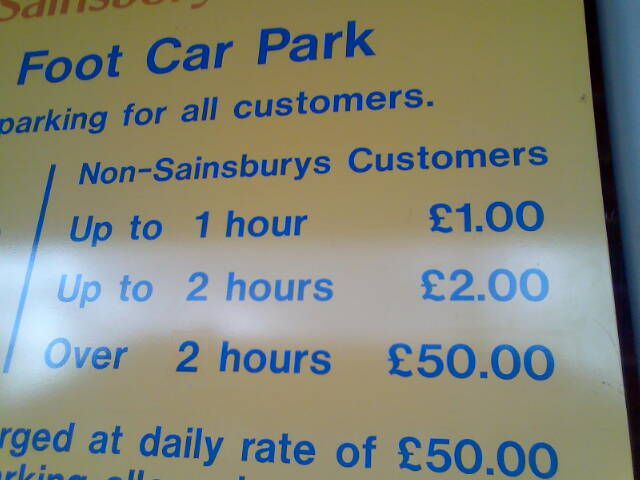 Sainsbury
Foot Car Park
parking for all customers.
Non-Sainsburys Customers
Up to 1 hour £1.00
Up to 2 hours £2.00
Over 2 hours £50.00
rged at daily rate of £50.00